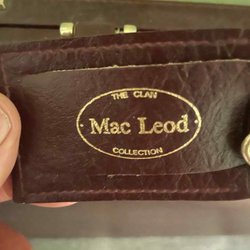 THE CLAN
Mac Leod
COLLECTION